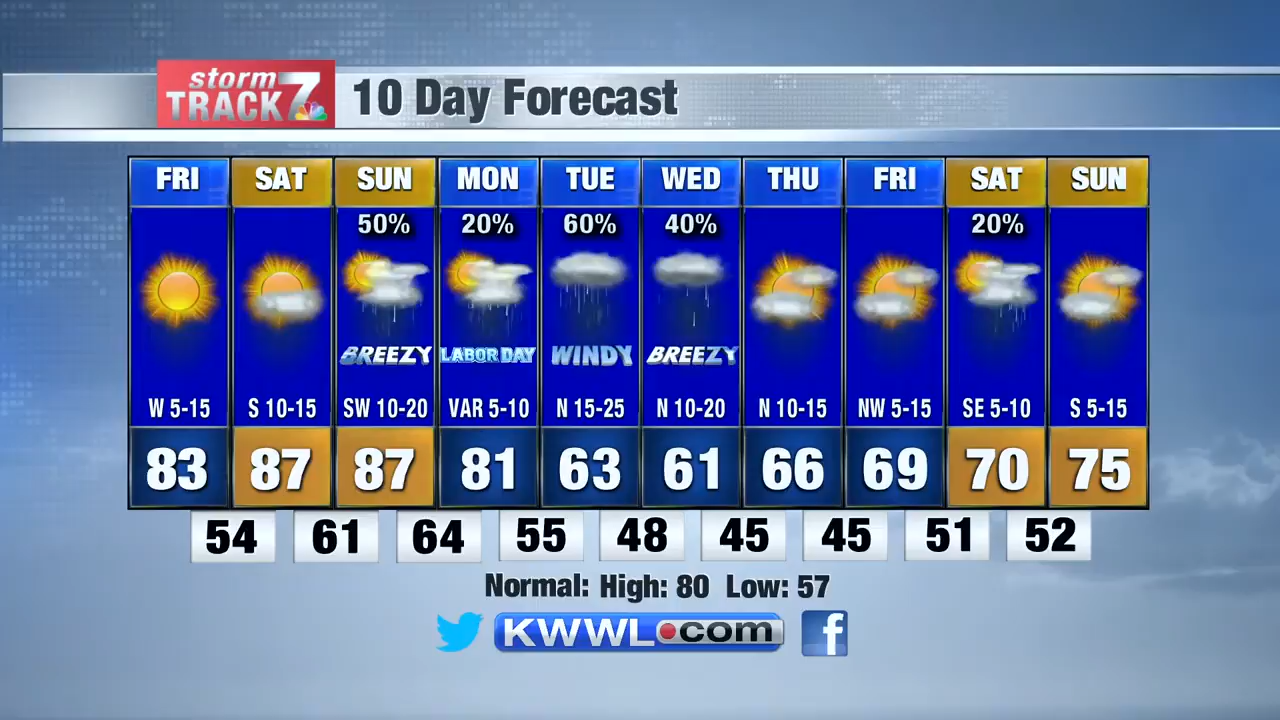 storm
TRACK 7
10 Day Forecast
FRI SAT SUN MON TUE WED THU FRI SAT SUN
50% 20% 60% 40% 20%
BREEZY LABOR DAY WINDY BREEZY
W 5-15 S 10-15 SW 10-20 VAR 5-10 N 15-25 N 10-20 N 10-15 NW 5-15 SE 5-10 S 5-15
83 87 87 81 63 61 66 69 70 75
54 61 64 55 48 45 45 51 52
Normal: High: 80 Low: 57
KWWL.com f